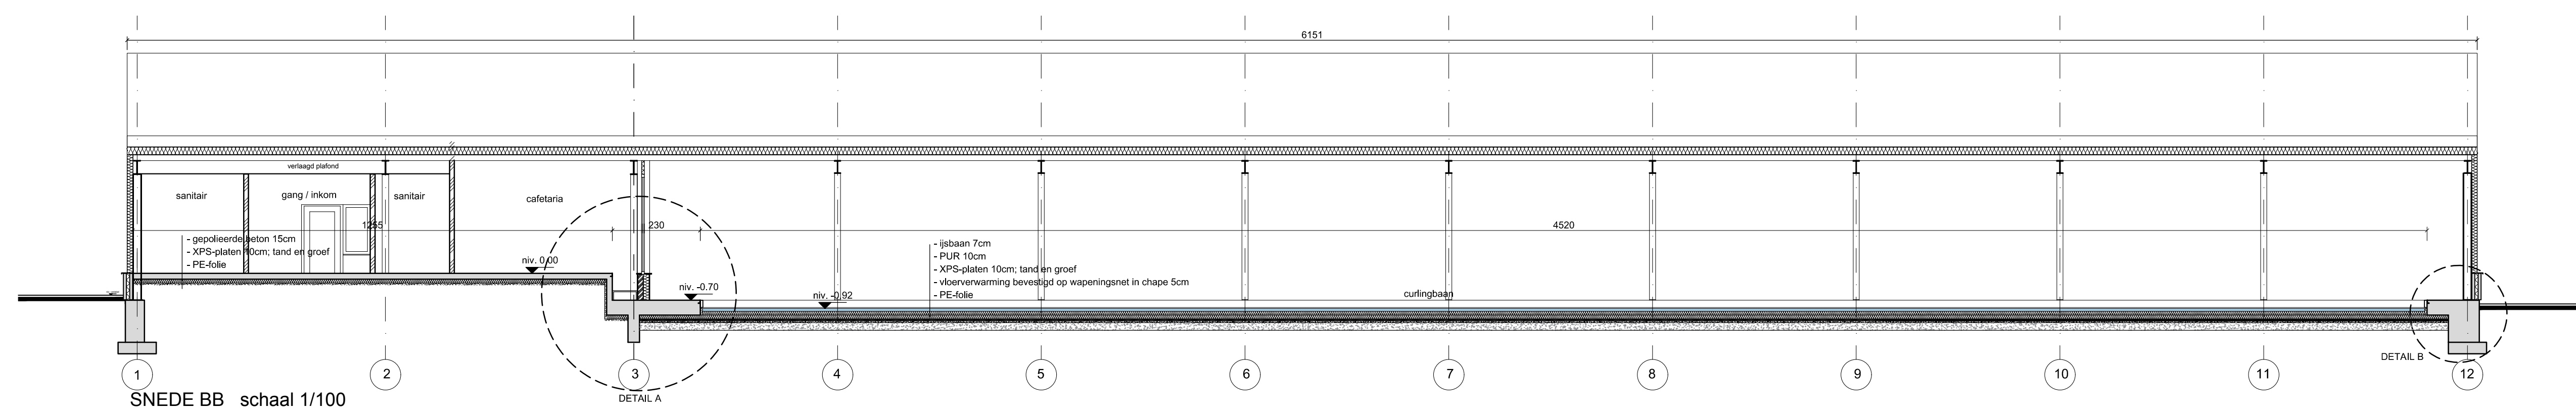 6151
verlaagd plafond
sanitair
gang / inkom
sanitair
cafetaria
1255
230
4520
- gepolieerde beton 15cm
- XPS-platen 10cm; tand en groef
- PE-folie
niv. 0.00
niv. -0.70
niv. -0.92
- ijsbaan 7cm
- PUR 10cm
- XPS-platen 10cm; tand en groef
- vloerverwarming bevestigd op wapeningsnet in chape 5cm
- PE-folie
curlingbaan
1
2
3
4
5
6
7
8
9
10
11
12
DETAIL A
DETAIL B
SNEDE BB schaal 1/100